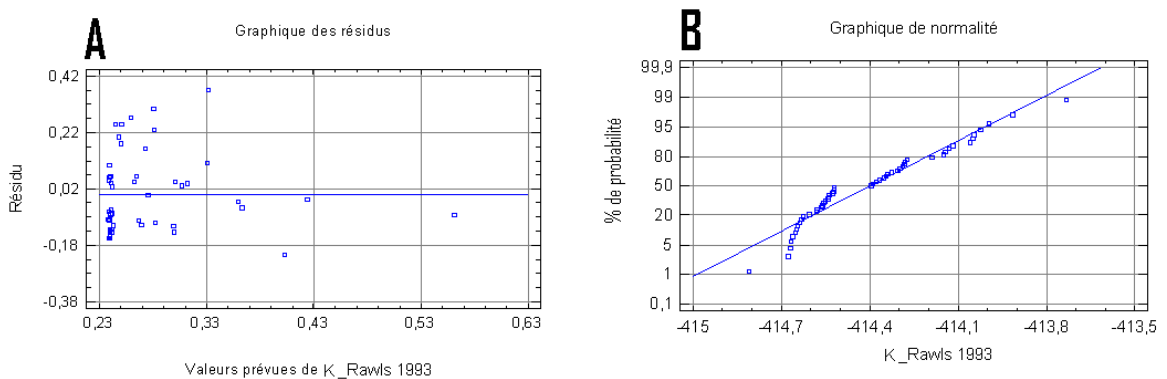 A
Graphique des résidus
0,42
0,22
0,02
-0,18
-0,38
Résidu
0,23 0,33 0,43 0,53 0,63
Valeurs prévues de K_Rawls 1993
B
Graphique de normalité
99,9
99
95
80
50
20
5
1
0,1
% de probabilité
-415 -414,7 -414,4 -414,1 -413,8 -413,5
K_Rawls 1993